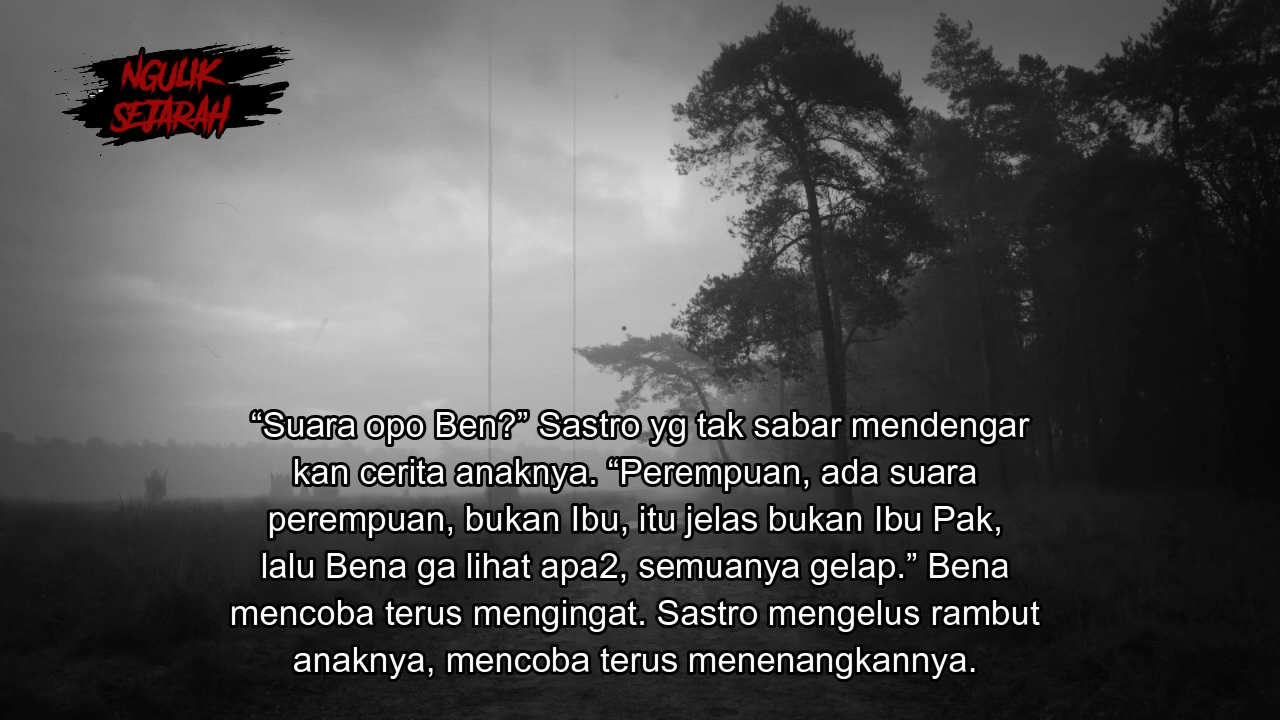 NGULIK
SEJARAH
“Suara opo Ben?” Sastro yg tak sabar mendengar
kan cerita anaknya. “Perempuan, ada suara
perempuan, bukan Ibu, itu jelas bukan Ibu Pak,
lalu Bena ga lihat apa2, semuanya gelap.” Bena
mencoba terus mengingat. Sastro mengelus rambut
anaknya, mencoba terus menenangkannya.